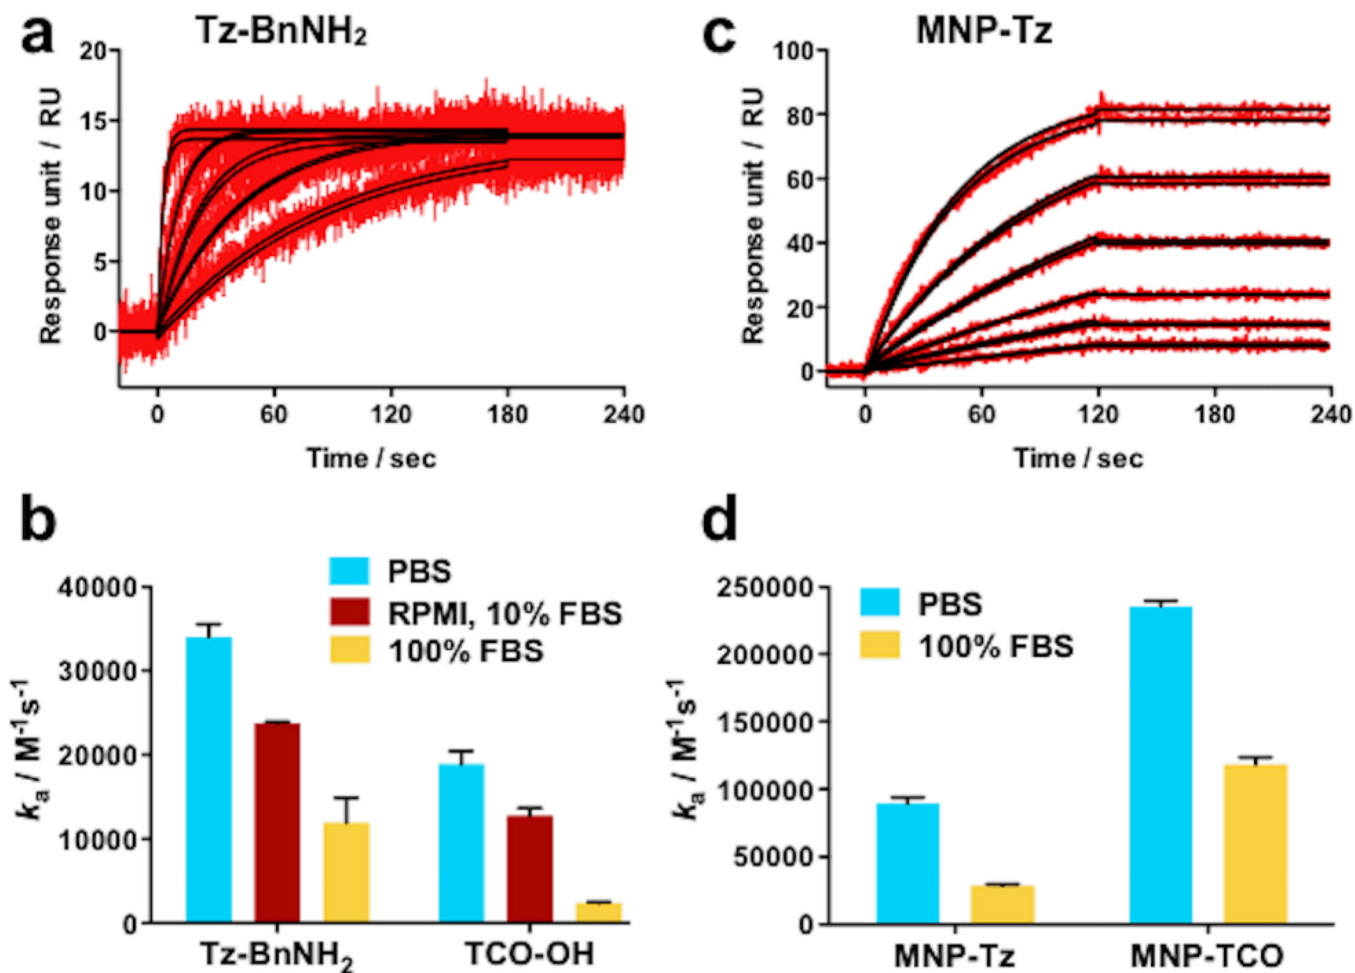 a Tz-BnNH₂
20
15
10
5
0
Response unit / RU
0 60 120 180 240
Time / sec
c MNP-Tz
100
80
60
40
20
0
Response unit / RU
0 60 120 180 240
Time / sec
b
PBS
RPMI, 10% FBS
100% FBS
40000
30000
20000
10000
0
kₐ / M⁻¹s⁻¹
Tz-BnNH₂ TCO-OH
d
PBS
100% FBS
250000
200000
150000
100000
50000
0
kₐ / M⁻¹s⁻¹
MNP-Tz MNP-TCO